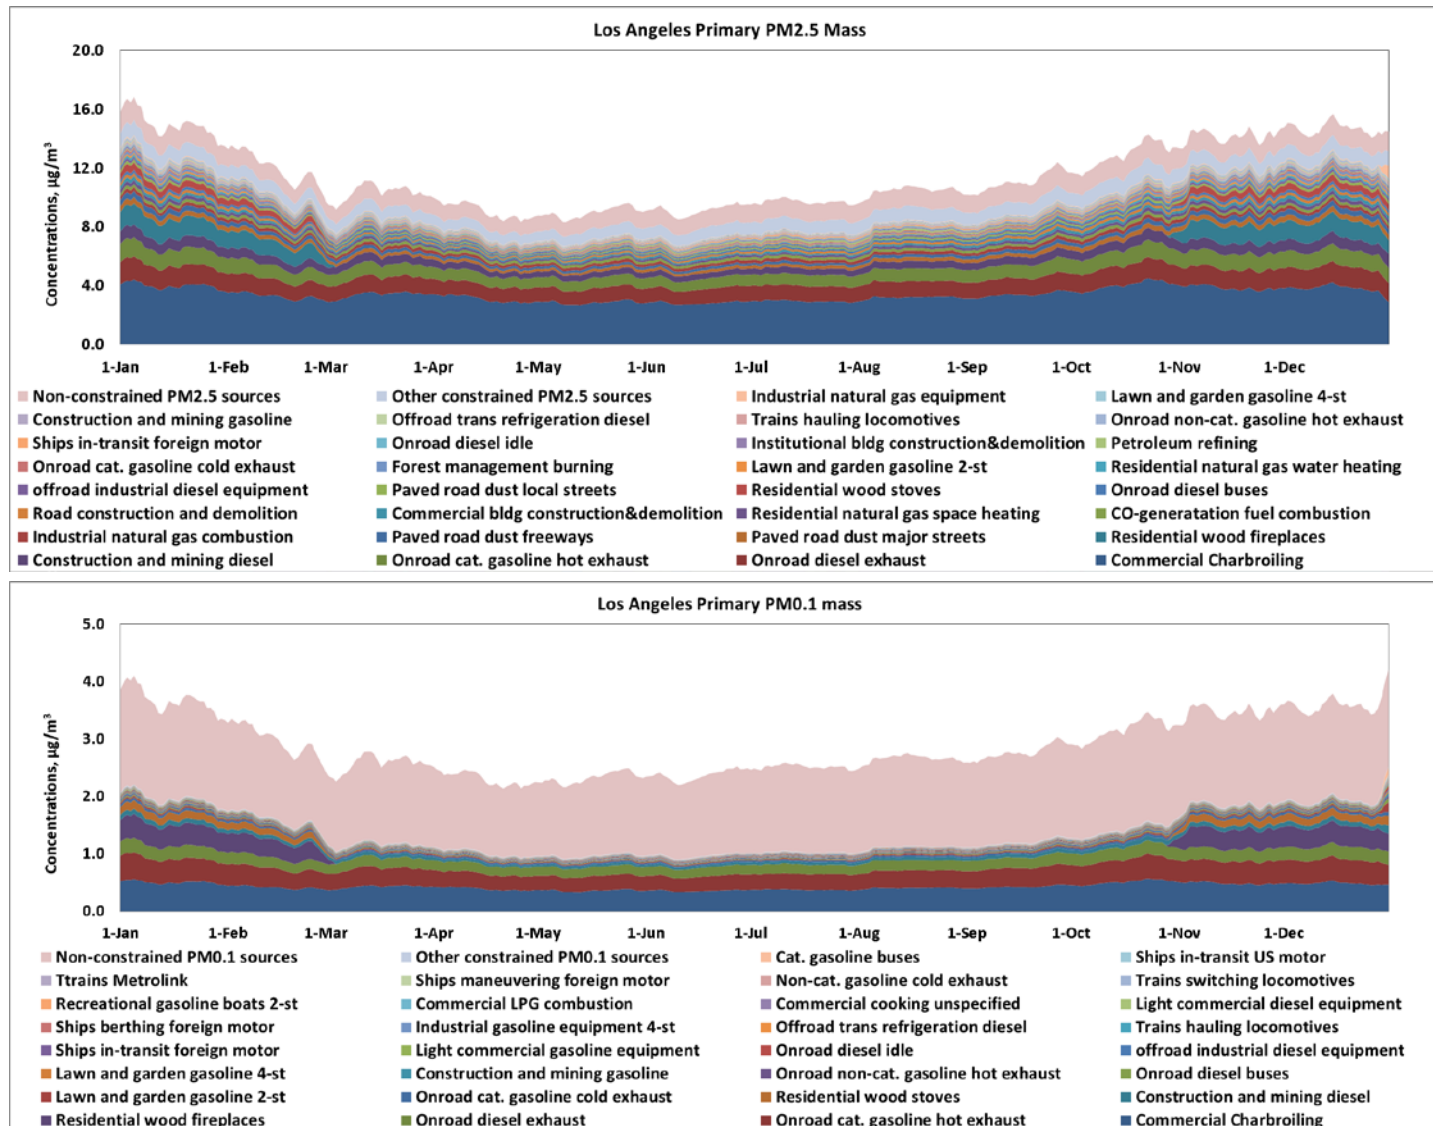 Los Angeles Primary PM2.5 Mass
20.0
16.0
12.0
8.0
4.0
0.0
Concentrations, µg/m³
1-Jan 1-Feb 1-Mar 1-Apr 1-May 1-Jun 1-Jul 1-Aug 1-Sep 1-Oct 1-Nov 1-Dec
Non-constrained PM2.5 sources Other constrained PM2.5 sources Industrial natural gas equipment Lawn and garden gasoline 4-st
Construction and mining gasoline Offroad trans refrigeration diesel Trains hauling locomotives Onroad non-cat. gasoline hot exhaust
Ships in-transit foreign motor Onroad diesel idle Institutional bldg construction&demolition Petroleum refining
Onroad cat. gasoline cold exhaust Forest management burning Lawn and garden gasoline 2-st Residential natural gas water heating
offroad industrial diesel equipment Paved road dust local streets Residential wood stoves Onroad diesel buses
Road construction and demolition Commercial bldg construction&demolition Residential natural gas space heating CO-generatation fuel combustion
Industrial natural gas combustion Paved road dust freeways Paved road dust major streets Residential wood fireplaces
Construction and mining diesel Onroad cat. gasoline hot exhaust Onroad diesel exhaust Commercial Charbroiling
Los Angeles Primary PM0.1 mass
5.0
4.0
3.0
2.0
1.0
0.0
Concentrations, µg/m³
1-Jan 1-Feb 1-Mar 1-Apr 1-May 1-Jun 1-Jul 1-Aug 1-Sep 1-Oct 1-Nov 1-Dec
Non-constrained PM0.1 sources Other constrained PM0.1 sources Cat. gasoline buses Ships in-transit US motor
Ttrains Metrolink Ships maneuvering foreign motor Non-cat. gasoline cold exhaust Trains switching locomotives
Recreational gasoline boats 2-st Commercial LPG combustion Commercial cooking unspecified Light commercial diesel equipment
Ships berthing foreign motor Industrial gasoline equipment 4-st Offroad trans refrigeration diesel Trains hauling locomotives
Ships in-transit foreign motor Light commercial gasoline equipment Onroad diesel idle offroad industrial diesel equipment
Lawn and garden gasoline 4-st Construction and mining gasoline Onroad non-cat. gasoline hot exhaust Onroad diesel buses
Lawn and garden gasoline 2-st Onroad cat. gasoline cold exhaust Residential wood stoves Construction and mining diesel
Residential wood fireplaces Onroad diesel exhaust Onroad cat. gasoline hot exhaust Commercial Charbroiling